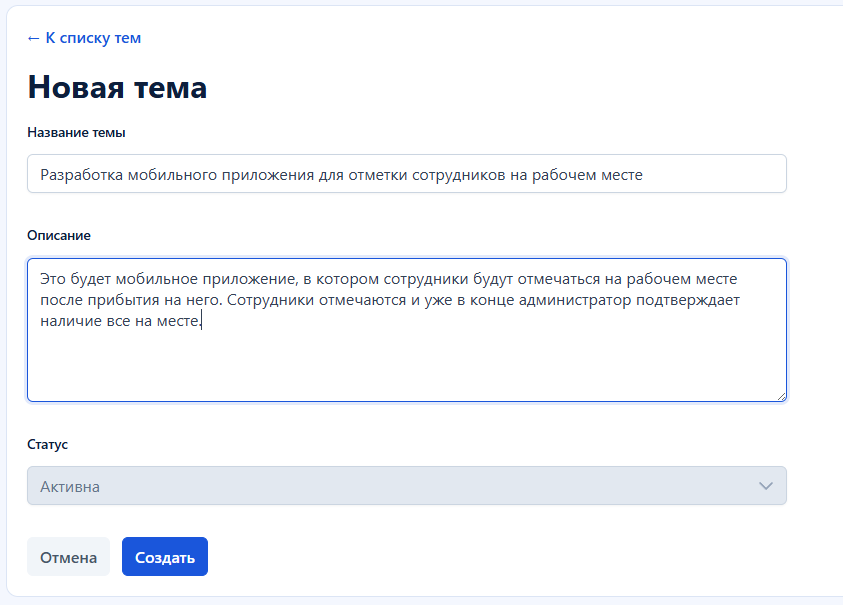 ← К списку тем
Новая тема
Название темы
Разработка мобильного приложения для отметки сотрудников на рабочем месте
Описание
Это будет мобильное приложение, в котором сотрудники будут отмечаться на рабочем месте
после прибытия на него. Сотрудники отмечаются и уже в конце администратор подтверждает
наличие все на месте.
Статус
Активна
Отмена Создать